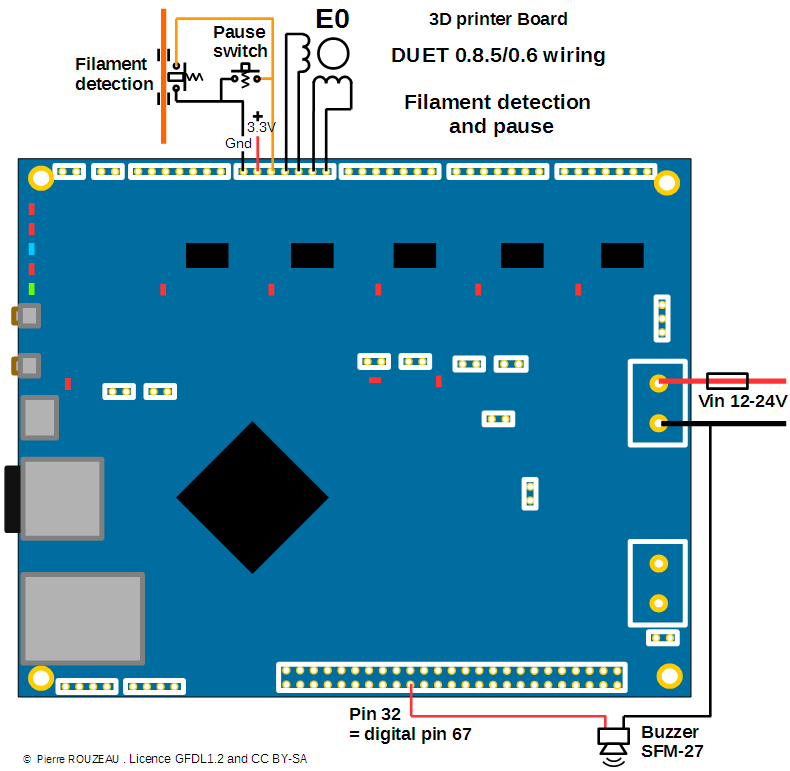 E0
3D printer Board
DUET 0.8.5/0.6 wiring
Filament detection
and pause
Pause
switch
Filament
detection
+
3.3V
Gnd
Vin 12-24V
Pin 32
= digital pin 67
Buzzer
SFM-27
© Pierre ROUZEAU . Licence GFDL1.2 and CC BY-SA